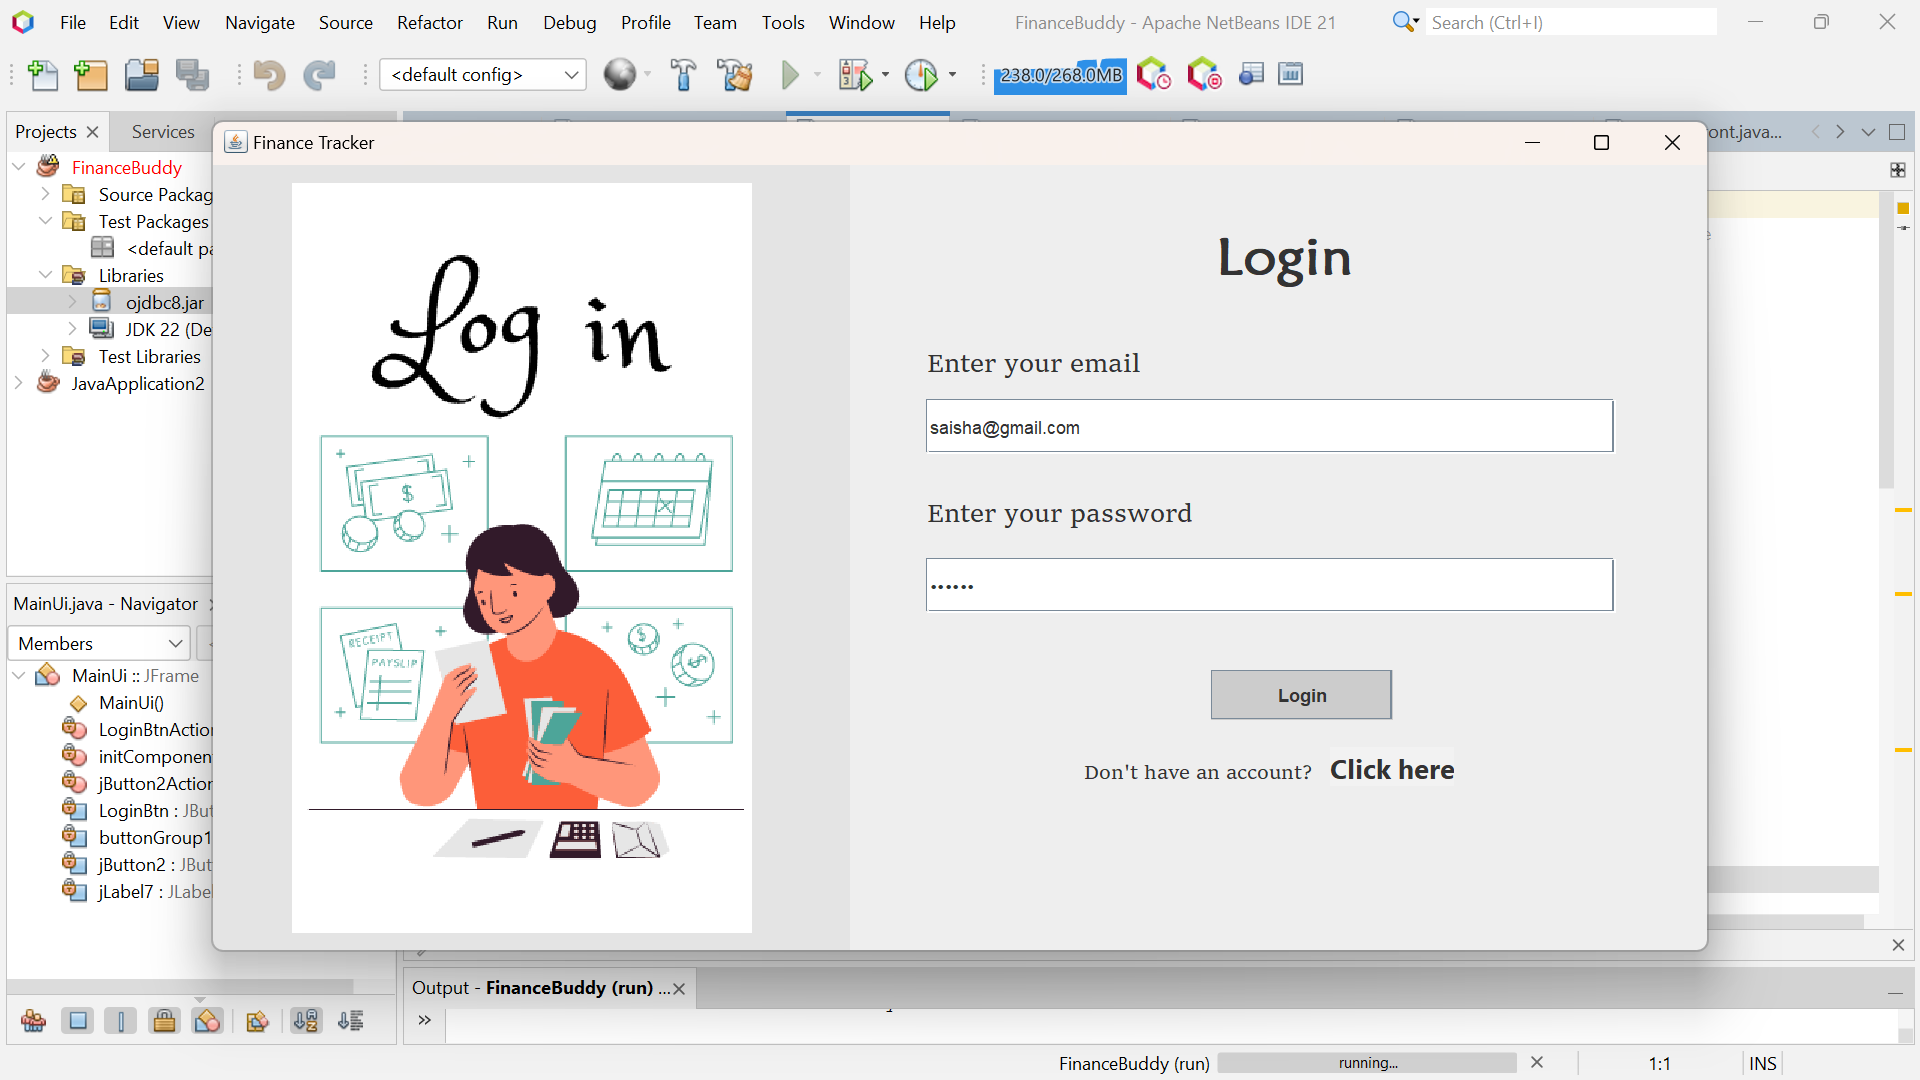 File Edit View Navigate Source Refactor Run Debug Profile Team Tools Window Help FinanceBuddy - Apache NetBeans IDE 21 Search (Ctrl+I)
<default config> 238.0/268.0MB
Projects Services ont.java...
Finance Tracker
FinanceBuddy
Source Packag
Test Packages
<default pa
Libraries
ojdbc8.jar
JDK 22 (De
Test Libraries
JavaApplication2
MainUi.java - Navigator
Members
MainUi :: JFrame
MainUi()
LoginBtnAction
initComponen
jButton2Action
LoginBtn : JBut
buttonGroup1
jButton2 : JBut
jLabel7 : JLabel
Log in
RECEIPT
PAYSLIP
Login
Enter your email
saisha@gmail.com
Enter your password
••••••
Login
Don't have an account? Click here
Output - FinanceBuddy (run) ...
FinanceBuddy (run) running... 1:1 INS